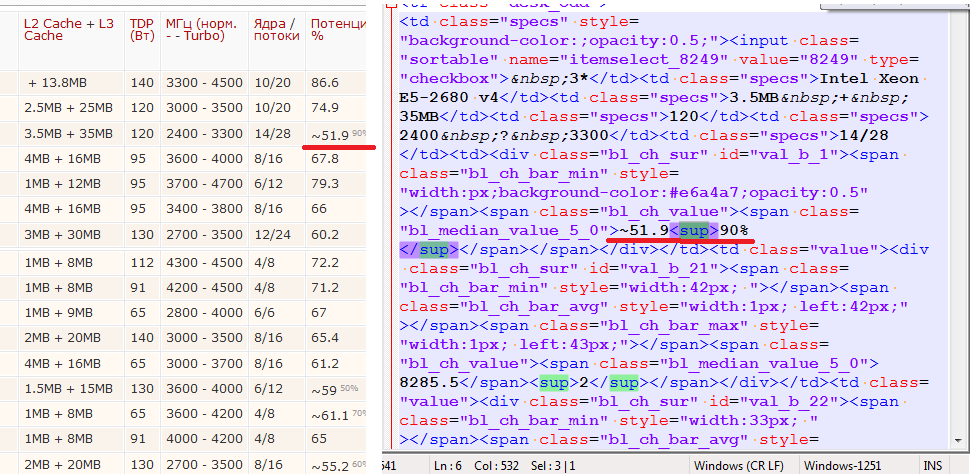 L2 Cache + L3 Cache TDP (Вт) МГц (норм. - - Turbo) Ядра / потоки Потенци %
+ 13.8MB 140 3300 - 4500 10/20 86.6
2.5MB + 25MB 120 3000 - 3500 10/20 74.9
3.5MB + 35MB 120 2400 - 3300 14/28 ~51.9 90%
4MB + 16MB 95 3600 - 4000 8/16 67.8
1MB + 12MB 95 3700 - 4700 6/12 79.3
4MB + 16MB 95 3400 - 3800 8/16 66
3MB + 30MB 130 2700 - 3500 12/24 60.2
1MB + 8MB 112 4300 - 4500 4/8 72.2
1MB + 8MB 91 4200 - 4500 4/8 71.2
1MB + 9MB 65 2800 - 4000 6/6 67
2MB + 20MB 140 3000 - 3500 8/16 65.4
4MB + 16MB 65 3000 - 3700 8/16 61.2
1.5MB + 15MB 130 3600 - 4000 6/12 ~59 50%
1MB + 8MB 65 3600 - 4200 4/8 ~61.1 70%
1MB + 8MB 91 4000 - 4200 4/8 65
2MB + 20MB 130 2700 - 3500 8/16 ~55.2 60%
<td class="specs" style=
"background-color:;opacity:0.5;"><input class=
"sortable" name="itemselect_8249" value="8249" type=
"checkbox">&nbsp;3*</td><td class="specs">Intel Xeon
E5-2680 v4</td><td class="specs">3.5MB&nbsp;+&nbsp;
35MB</td><td class="specs">120</td><td class="specs">
2400&nbsp;?&nbsp;3300</td><td class="specs">14/28
</td><td><div class="bl_ch_sur" id="val_b_1"><span
class="bl_ch_bar_min" style=
"width:px;background-color:#e6a4a7;opacity:0.5"
></span><span class="bl_ch_value"><span class=
"bl_median_value_5_0">~51.9<sup>90%
</sup></span></span></div></td><td class="value"><div
class="bl_ch_sur" id="val_b_21"><span class=
"bl_ch_bar_min" style="width:42px; "></span><span
class="bl_ch_bar_avg" style="width:1px; left:42px;"
></span><span class="bl_ch_bar_max" style=
"width:1px; left:43px;"></span><span class=
"bl_ch_value"><span class="bl_median_value_5_0">
8285.5</span><sup>2</sup></span></div></td><td class=
"value"><div class="bl_ch_sur" id="val_b_22"><span
class="bl_ch_bar_min" style="width:33px; "
></span><span class="bl_ch_bar_avg" style=
541 Ln : 6 Col : 532 Sel : 3 | 1 Windows (CR LF) Windows-1251 INS